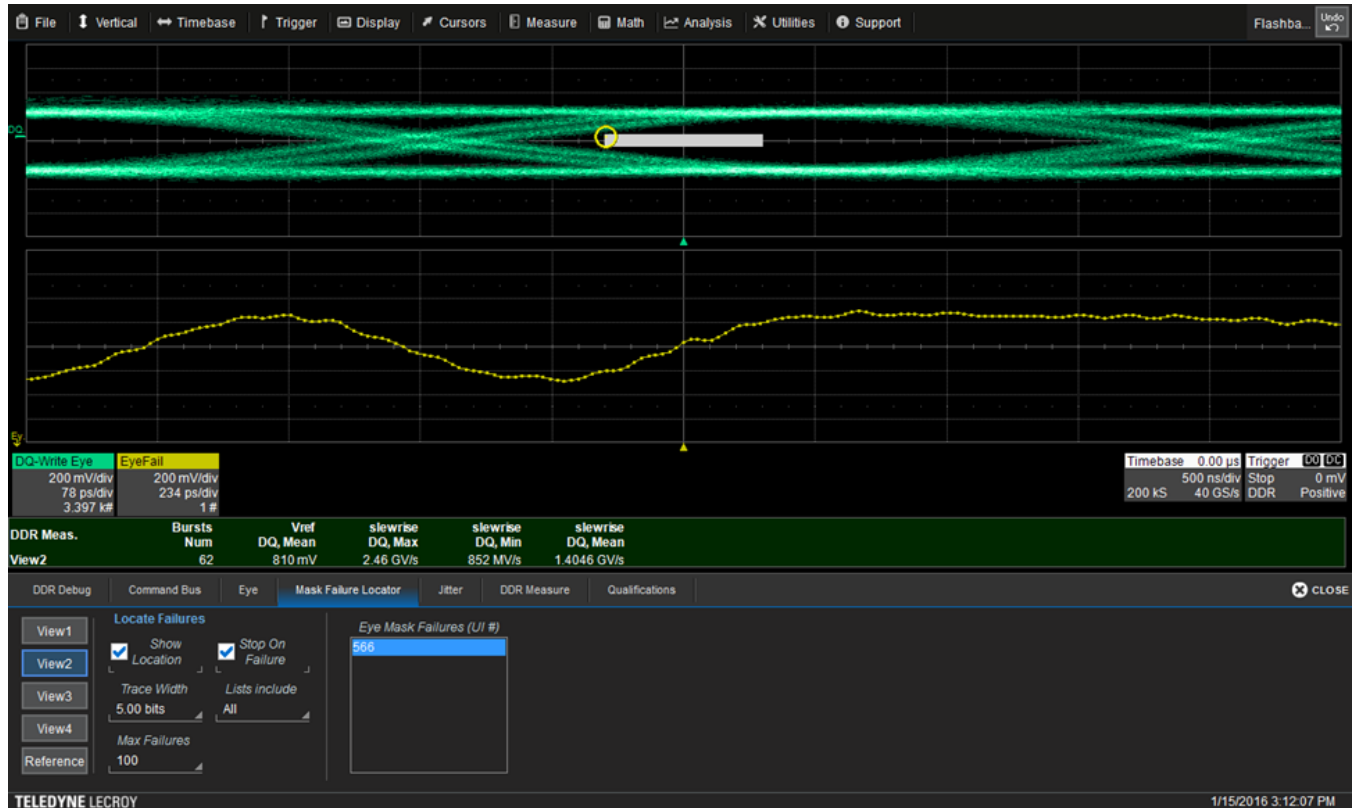 File Vertical Timebase Trigger Display Cursors Measure Math Analysis Utilities Support Flashba... Undo
DQ
Ey
DQ-Write Eye EyeFail
200 mV/div 200 mV/div
78 ps/div 234 ps/div
3.397 k# 1 #
Timebase 0.00 µs Trigger DQ DC
500 ns/div Stop 0 mV
200 kS 40 GS/s DDR Positive
DDR Meas. Bursts Vref slewrise slewrise slewrise
Num DQ, Mean DQ, Max DQ, Min DQ, Mean
View2 62 810 mV 2.46 GV/s 852 MV/s 1.4046 GV/s
DDR Debug Command Bus Eye Mask Failure Locator Jitter DDR Measure Qualifications CLOSE
View1
View2
View3
View4
Reference
Locate Failures
Show Location
Stop On Failure
Trace Width Lists include
5.00 bits All
Max Failures
100
Eye Mask Failures (UI #)
566
TELEDYNE LECROY 1/15/2016 3:12:07 PM